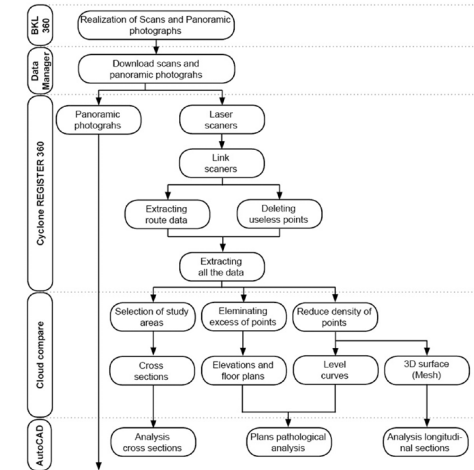 BKL
360
Realization of Scans and Panoramic
photographs
Data
Manager
Download scans and
panoramic photograhs
Cyclone REGISTER 360
Panoramic
photograhs
Laser
scaners
Link
scaners
Extracting
route data
Deleting
useless points
Extracting
all the data
Cloud compare
Selection of study
areas
Eleminating
excess of points
Reduce density of
points
Cross
sections
Elevations and
floor plans
Level
curves
3D surface
(Mesh)
AutoCAD
Analysis
cross sections
Plans pathological
analysis
Analysis longitudi-
nal sections